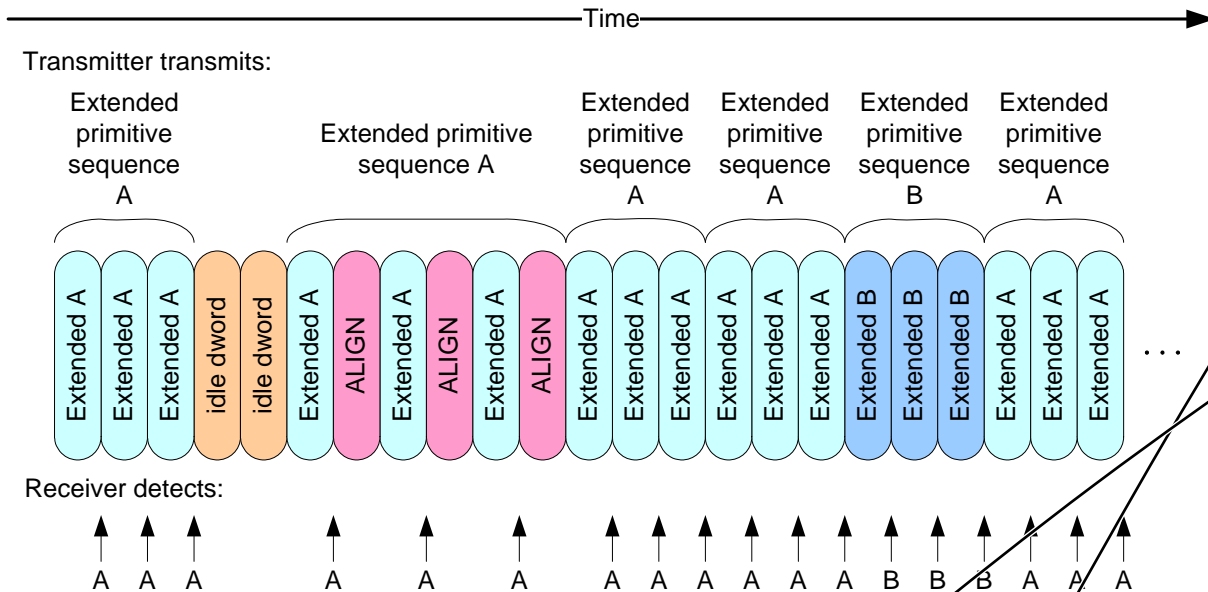 Time
Transmitter transmits:
Extended
primitive
sequence
A
Extended primitive
sequence A
Extended
primitive
sequence
A
Extended
primitive
sequence
A
Extended
primitive
sequence
B
Extended
primitive
sequence
A
Extended A
Extended A
Extended A
idle dword
idle dword
Extended A
ALIGN
Extended A
ALIGN
Extended A
ALIGN
Extended A
Extended A
Extended A
Extended A
Extended A
Extended A
Extended B
Extended B
Extended B
Extended A
Extended A
Extended A
. . .
Receiver detects:
A A A A A A A A A A A A B B B A A A